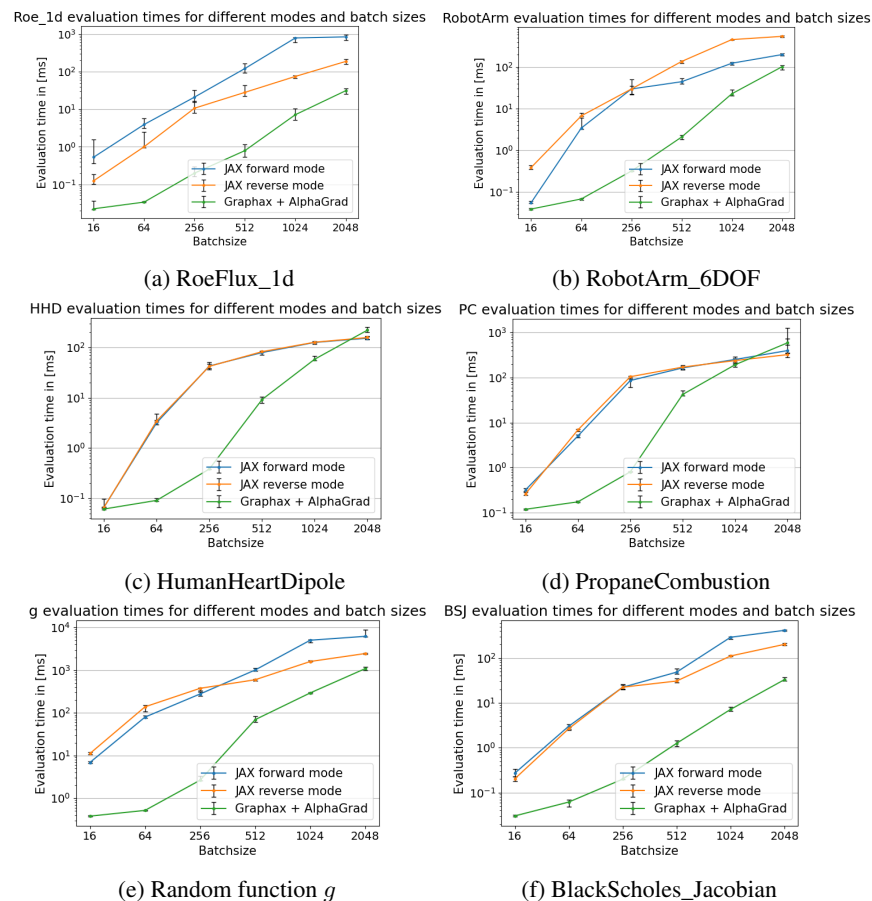 Roe_1d evaluation times for different modes and batch sizes
Evaluation time in [ms]
10³
10²
10¹
10⁰
10⁻¹
JAX forward mode
JAX reverse mode
Graphax + AlphaGrad
16 64 256 512 1024 2048
Batchsize
(a) RoeFlux_1d
RobotArm evaluation times for different modes and batch sizes
Evaluation time in [ms]
10²
10¹
10⁰
10⁻¹
JAX forward mode
JAX reverse mode
Graphax + AlphaGrad
16 64 256 512 1024 2048
Batchsize
(b) RobotArm_6DOF
HHD evaluation times for different modes and batch sizes
Evaluation time in [ms]
10²
10¹
10⁰
10⁻¹
JAX forward mode
JAX reverse mode
Graphax + AlphaGrad
16 64 256 512 1024 2048
Batchsize
(c) HumanHeartDipole
PC evaluation times for different modes and batch sizes
Evaluation time in [ms]
10³
10²
10¹
10⁰
10⁻¹
JAX forward mode
JAX reverse mode
Graphax + AlphaGrad
16 64 256 512 1024 2048
Batchsize
(d) PropaneCombustion
g evaluation times for different modes and batch sizes
Evaluation time in [ms]
10⁴
10³
10²
10¹
10⁰
JAX forward mode
JAX reverse mode
Graphax + AlphaGrad
16 64 256 512 1024 2048
Batchsize
(e) Random function g
BSJ evaluation times for different modes and batch sizes
Evaluation time in [ms]
10²
10¹
10⁰
10⁻¹
JAX forward mode
JAX reverse mode
Graphax + AlphaGrad
16 64 256 512 1024 2048
Batchsize
(f) BlackScholes_Jacobian